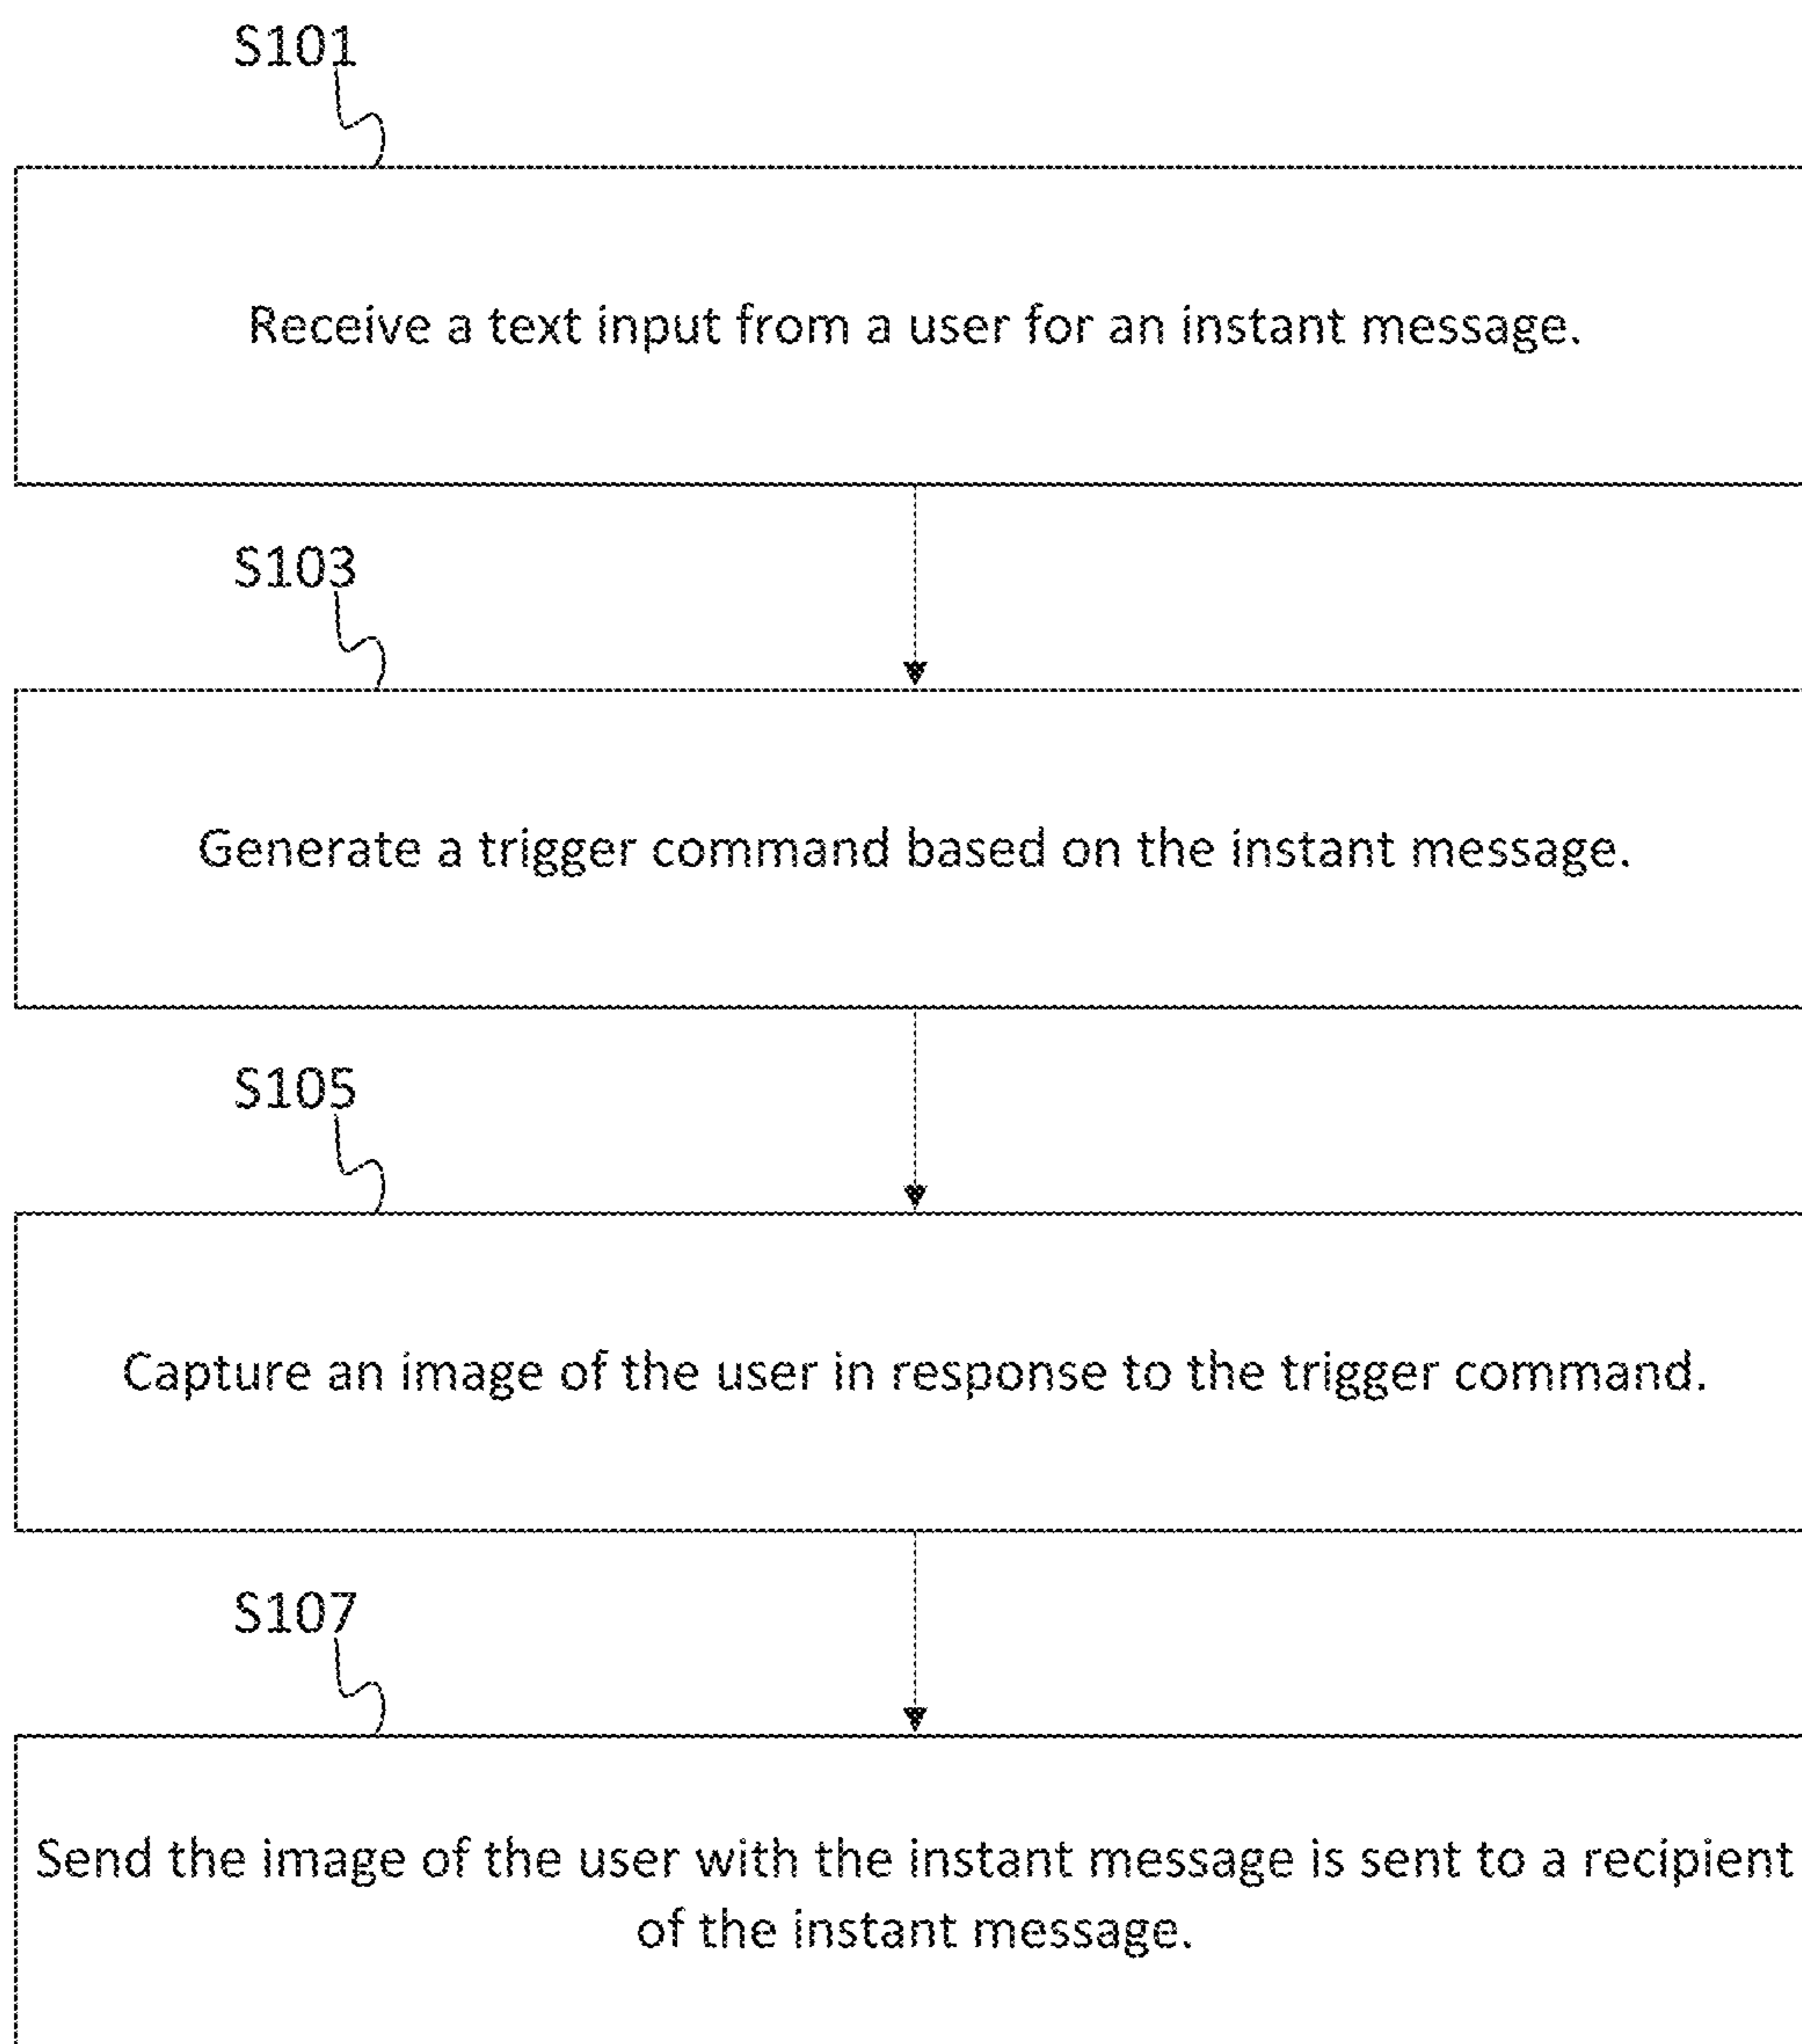 S101
Receive a text input from a user for an instant message.
S103
Generate a trigger command based on the instant message.
S105
Capture an image of the user in response to the trigger command.
S107
Send the image of the user with the instant message is sent to a recipient
of the instant message.